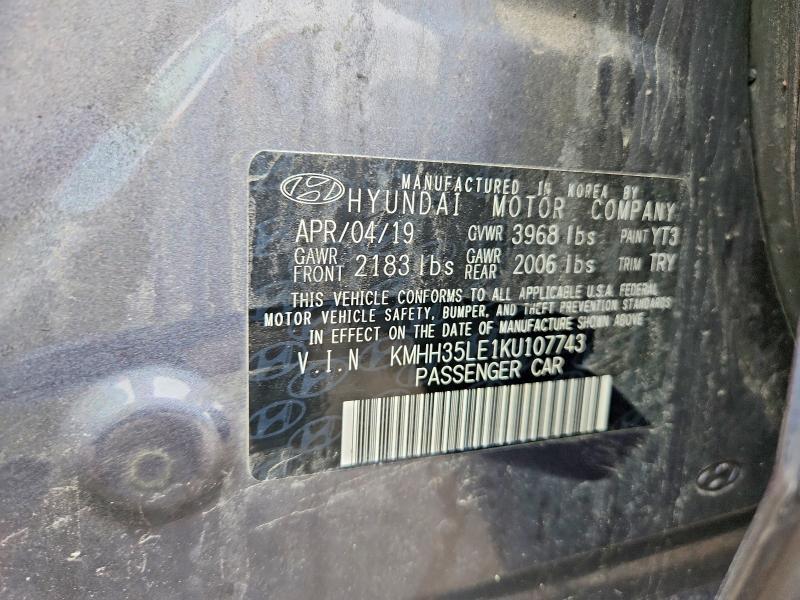 MANUFACTURED IN KOREA BY
HYUNDAI MOTOR COMPANY
APR/04/19 GVWR 3968 lbs PAINT YT3
GAWR FRONT 2183 lbs GAWR REAR 2006 lbs TRIM TRY
THIS VEHICLE CONFORMS TO ALL APPLICABLE U.S.A. FEDERAL
MOTOR VEHICLE SAFETY, BUMPER, AND THEFT PREVENTION STANDARDS
IN EFFECT ON THE DATE OF MANUFACTURE SHOWN ABOVE
V.I.N KMHH35LE1KU107743
PASSENGER CAR